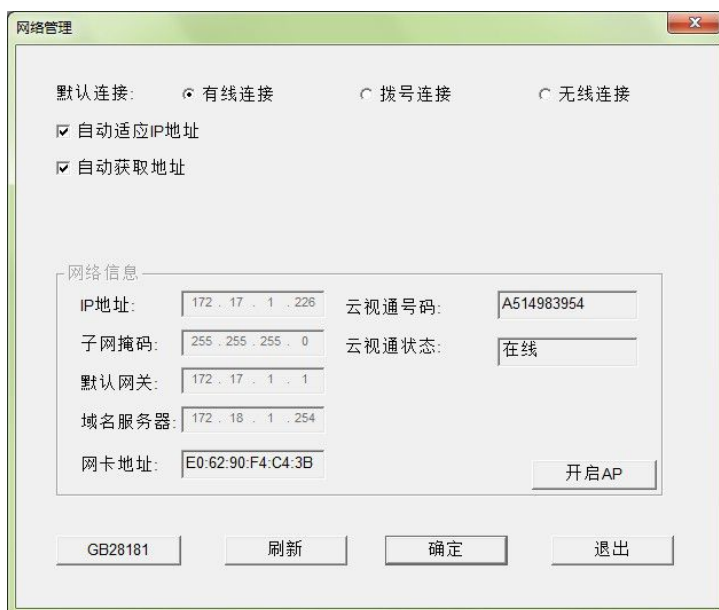 网络管理
默认连接: 有线连接 拨号连接 无线连接
自动适应IP地址
自动获取地址
网络信息
IP地址: 172 . 17 . 1 . 226 云视通号码: A514983954
子网掩码: 255 . 255 . 255 . 0 云视通状态: 在线
默认网关: 172 . 17 . 1 . 1
域名服务器: 172 . 18 . 1 . 254
网卡地址: E0:62:90:F4:C4:3B 开启AP
GB28181 刷新 确定 退出